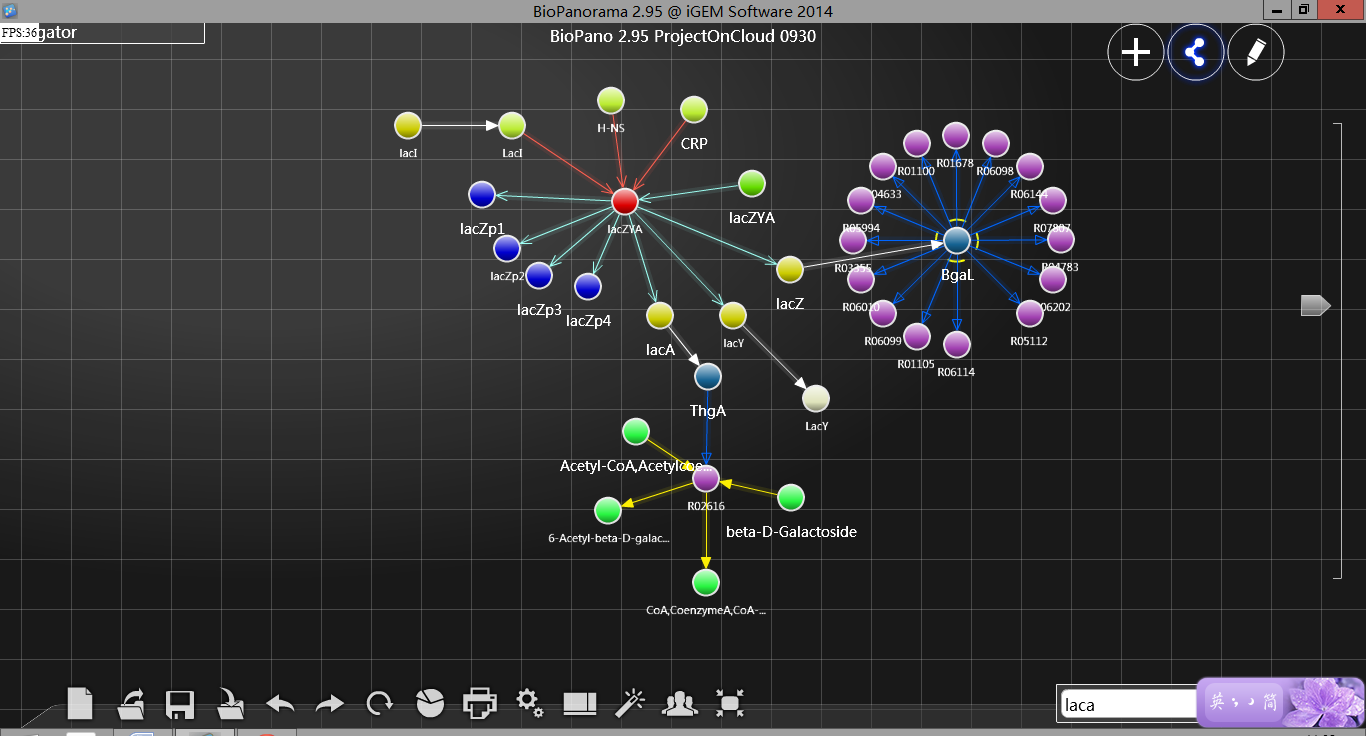 BioPanorama 2.95 @ iGEM Software 2014
FPS:36
gator
BioPano 2.95 ProjectOnCloud 0930
lacI
LacI
H-NS
CRP
lacZYA
lacZYA
lacZp1
lacZp2
lacZp3
lacZp4
lacZ
lacA
lacY
ThgA
LacY
BgaL
R01100
R01678
R06098
04633
R06144
R05994
R07807
R03355
R04783
R06010
06202
R06099
R05112
R01105
R06114
Acetyl-CoA,Acetylcoe...
R02616
6-Acetyl-beta-D-galac...
beta-D-Galactoside
CoA,CoenzymeA,CoA-...
laca
英 简